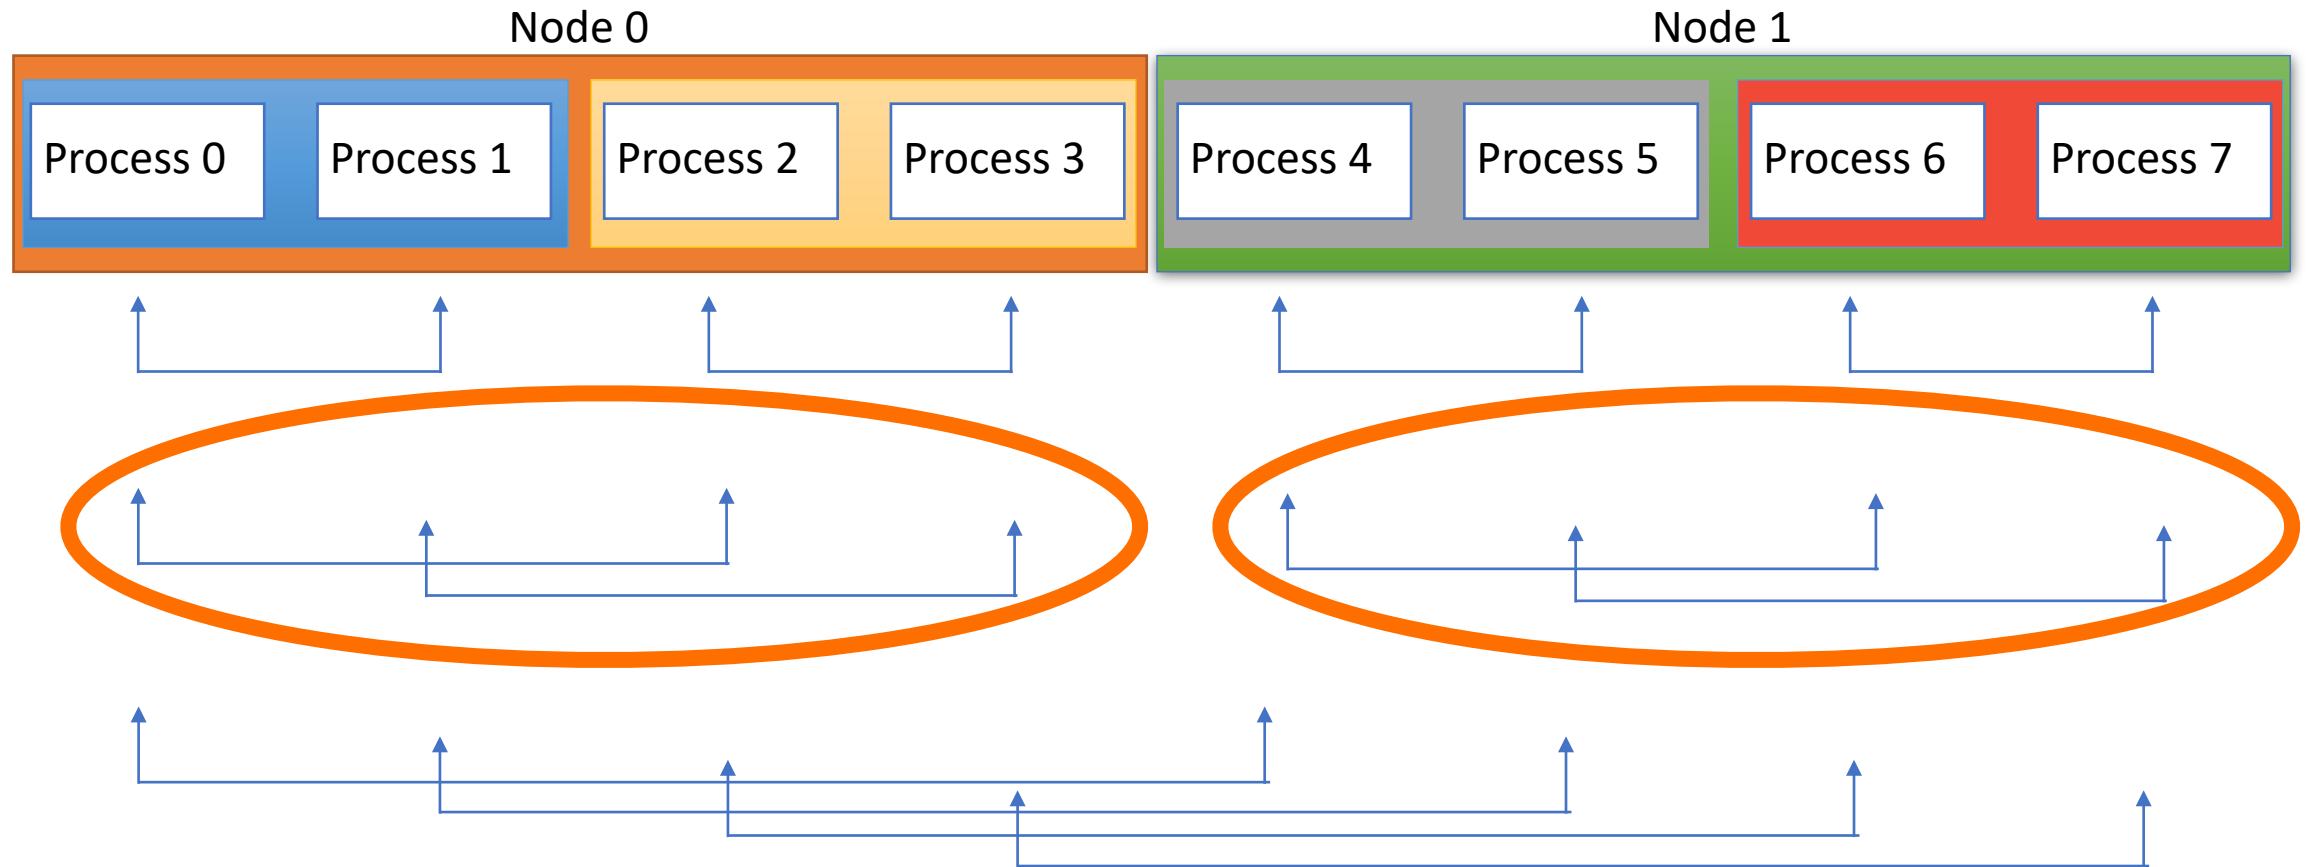 Node 0
Node 1
Process 0
Process 1
Process 2
Process 3
Process 4
Process 5
Process 6
Process 7